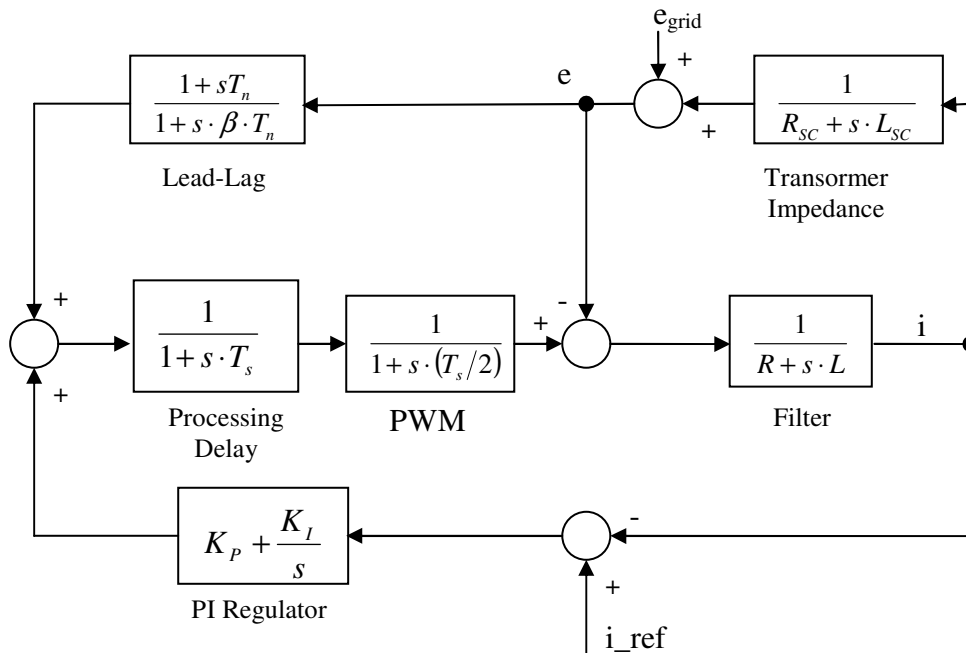 e_grid
+
e
+
1 + sT_n
1 + s · β · T_n
Lead-Lag
1
R_SC + s · L_SC
Transormer
Impedance
+
+
1
1 + s · T_s
Processing
Delay
1
1 + s · (T_s/2)
PWM
-
+
1
R + s · L
Filter
i
K_P + K_I
s
PI Regulator
-
+
i_ref